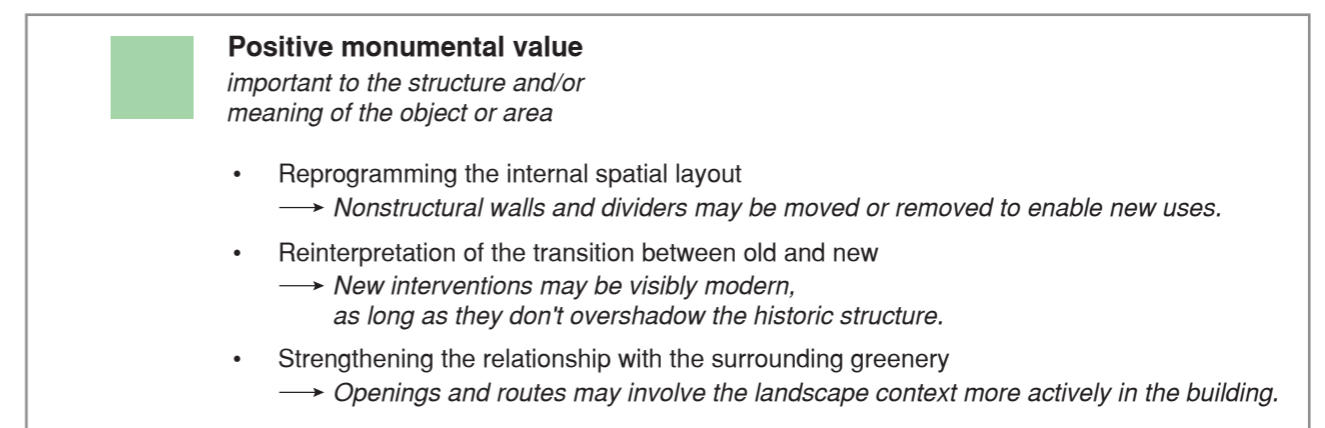 Positive monumental value
important to the structure and/or
meaning of the object or area
• Reprogramming the internal spatial layout
⟶ Nonstructural walls and dividers may be moved or removed to enable new uses.
• Reinterpretation of the transition between old and new
⟶ New interventions may be visibly modern,
as long as they don't overshadow the historic structure.
• Strengthening the relationship with the surrounding greenery
⟶ Openings and routes may involve the landscape context more actively in the building.